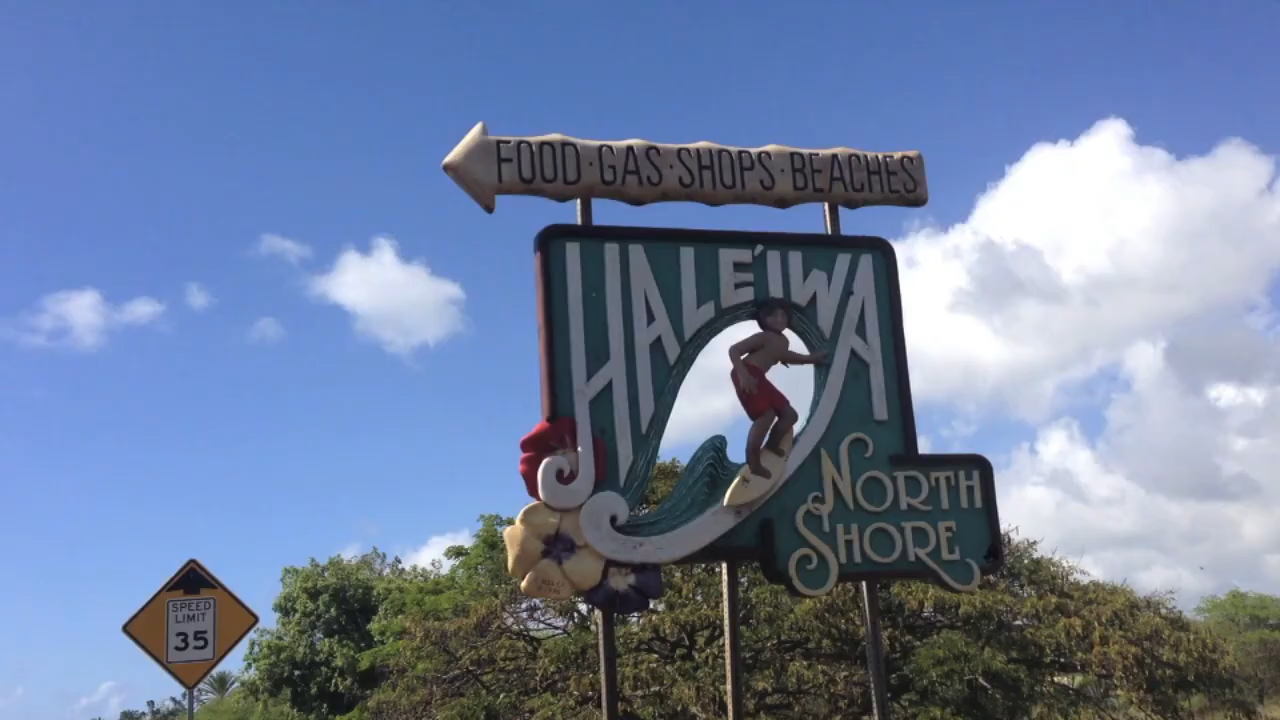 FOOD·GAS·SHOPS·BEACHES
HALE'IWA
NORTH
SHORE
SPEED
LIMIT
35